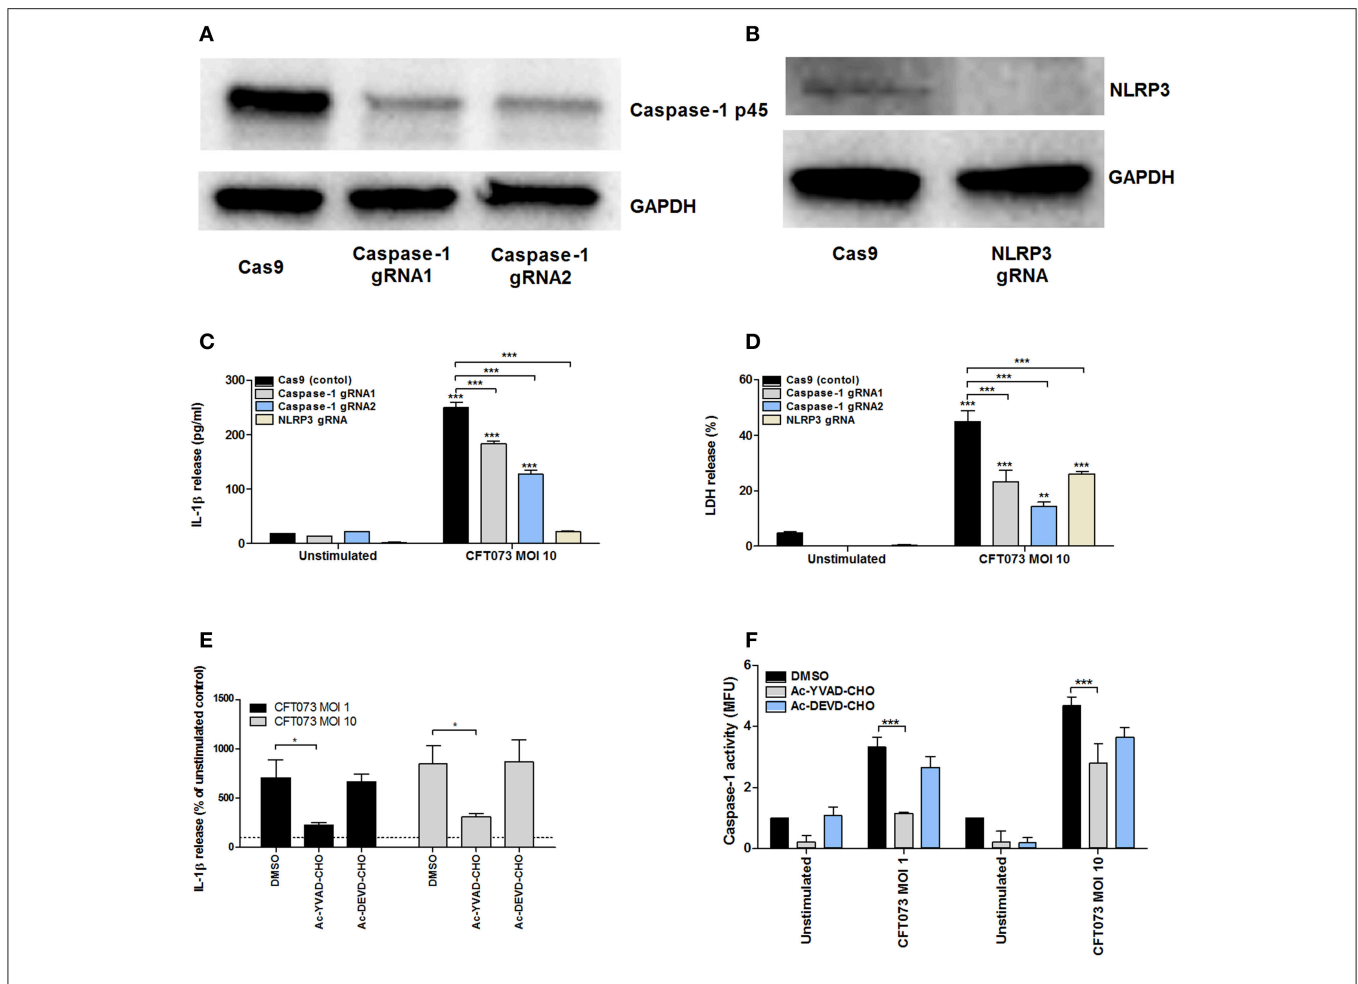 A
Caspase-1 p45
GAPDH
Cas9
Caspase-1
gRNA1
Caspase-1
gRNA2
B
NLRP3
GAPDH
Cas9
NLRP3
gRNA
C
IL-1β release (pg/ml)
300
200
100
0
Cas9 (contol)
Caspase-1 gRNA1
Caspase-1 gRNA2
NLRP3 gRNA
***
***
***
***
***
***
Unstimulated
CFT073 MOI 10
D
LDH release (%)
60
40
20
0
Cas9 (control)
Caspase-1 gRNA1
Caspase-1 gRNA2
NLRP3 gRNA
***
***
***
***
***
**
***
Unstimulated
CFT073 MOI 10
E
IL-1β release (% of unstimulated control)
1500
1000
500
0
CFT073 MOI 1
CFT073 MOI 10
*
*
DMSO
Ac-YVAD-CHO
Ac-DEVD-CHO
DMSO
Ac-YVAD-CHO
Ac-DEVD-CHO
F
Caspase-1 activity (MFU)
6
4
2
0
DMSO
Ac-YVAD-CHO
Ac-DEVD-CHO
***
***
Unstimulated
CFT073 MOI 1
Unstimulated
CFT073 MOI 10